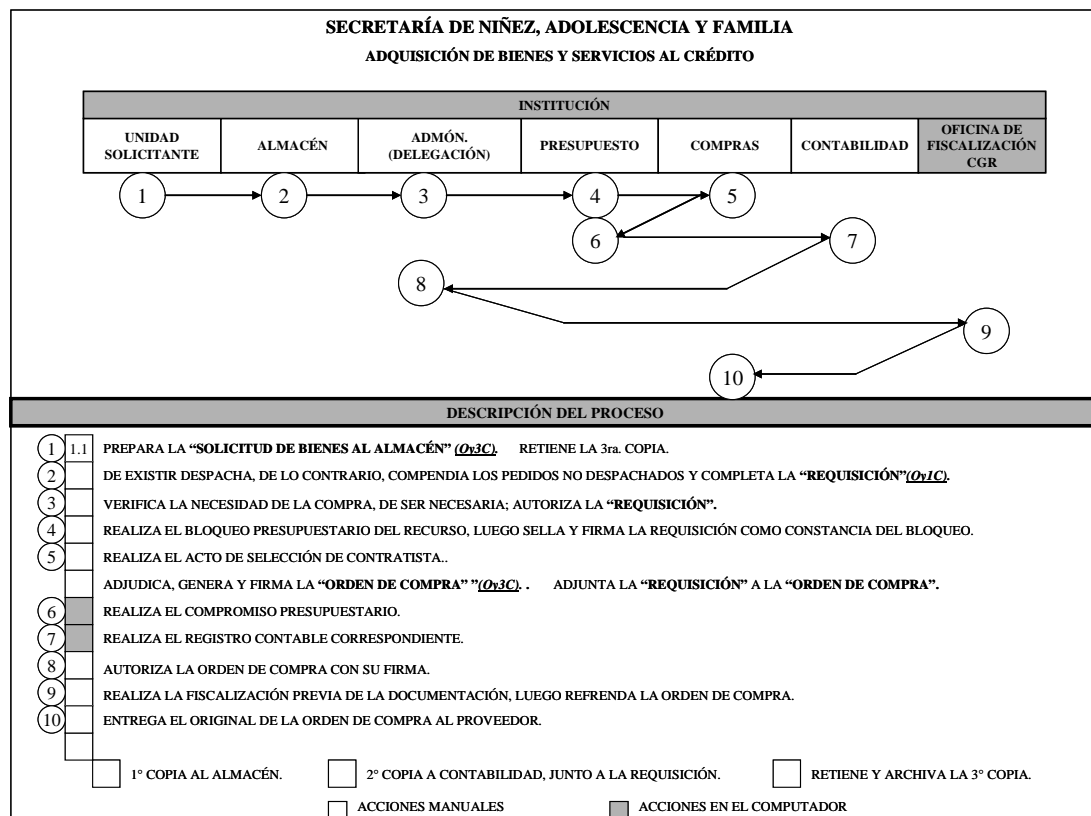 SECRETARÍA DE NIÑEZ, ADOLESCENCIA Y FAMILIA
ADQUISICIÓN DE BIENES Y SERVICIOS AL CRÉDITO
INSTITUCIÓN
UNIDAD SOLICITANTE
ALMACÉN
ADMÓN. (DELEGACIÓN)
PRESUPUESTO
COMPRAS
CONTABILIDAD
OFICINA DE FISCALIZACIÓN CGR
1
2
3
4
5
6
7
8
9
10
DESCRIPCIÓN DEL PROCESO
1 1.1 PREPARA LA “SOLICITUD DE BIENES AL ALMACÉN” (Oy3C). RETIENE LA 3ra. COPIA.
2 DE EXISTIR DESPACHA, DE LO CONTRARIO, COMPENDIA LOS PEDIDOS NO DESPACHADOS Y COMPLETA LA “REQUISICIÓN”(Oy1C).
3 VERIFICA LA NECESIDAD DE LA COMPRA, DE SER NECESARIA; AUTORIZA LA “REQUISICIÓN”.
4 REALIZA EL BLOQUEO PRESUPUESTARIO DEL RECURSO, LUEGO SELLA Y FIRMA LA REQUISICIÓN COMO CONSTANCIA DEL BLOQUEO.
5 REALIZA EL ACTO DE SELECCIÓN DE CONTRATISTA..
ADJUDICA, GENERA Y FIRMA LA “ORDEN DE COMPRA” ”(Oy3C). . ADJUNTA LA “REQUISICIÓN” A LA “ORDEN DE COMPRA”.
6 REALIZA EL COMPROMISO PRESUPUESTARIO.
7 REALIZA EL REGISTRO CONTABLE CORRESPONDIENTE.
8 AUTORIZA LA ORDEN DE COMPRA CON SU FIRMA.
9 REALIZA LA FISCALIZACIÓN PREVIA DE LA DOCUMENTACIÓN, LUEGO REFRENDA LA ORDEN DE COMPRA.
10 ENTREGA EL ORIGINAL DE LA ORDEN DE COMPRA AL PROVEEDOR.
1° COPIA AL ALMACÉN. 2° COPIA A CONTABILIDAD, JUNTO A LA REQUISICIÓN. RETIENE Y ARCHIVA LA 3° COPIA.
ACCIONES MANUALES ACCIONES EN EL COMPUTADOR